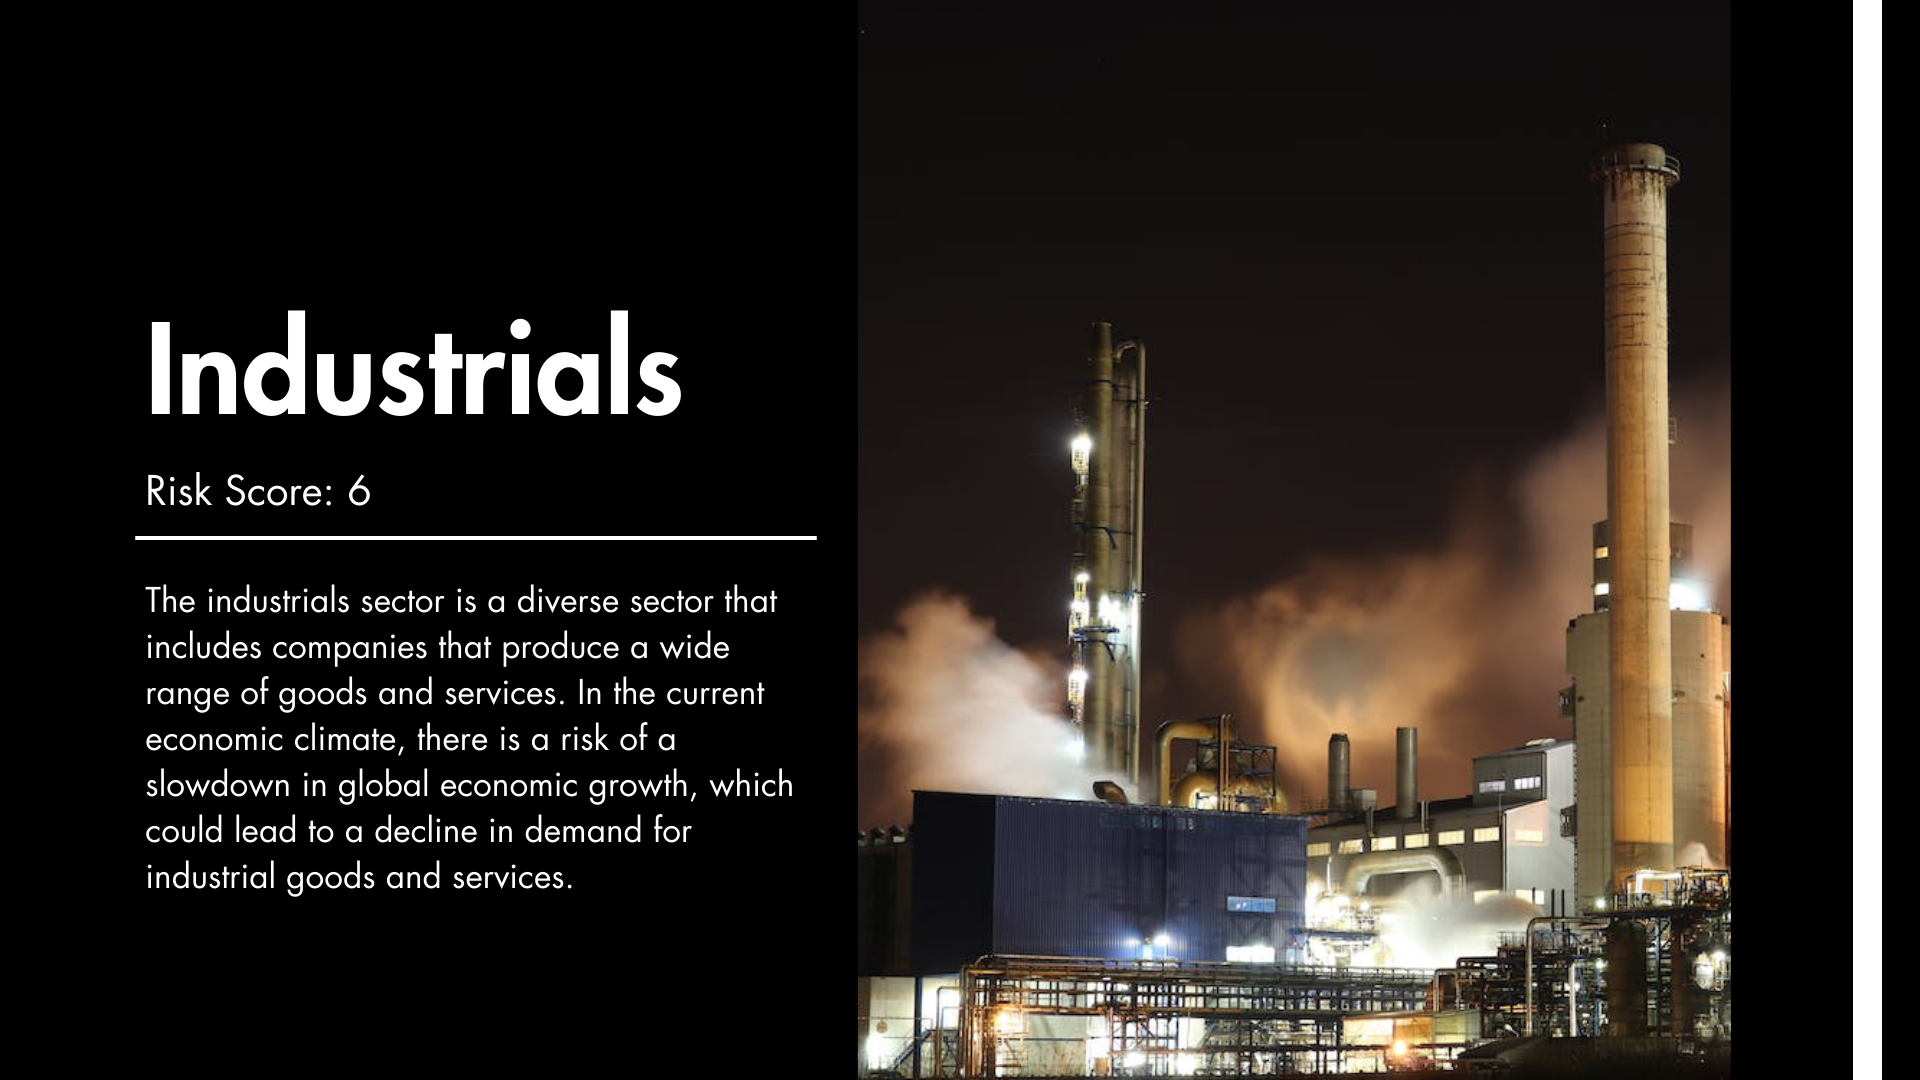 Industrials
Risk Score: 6
The industrials sector is a diverse sector that
includes companies that produce a wide
range of goods and services. In the current
economic climate, there is a risk of a
slowdown in global economic growth, which
could lead to a decline in demand for
industrial goods and services.